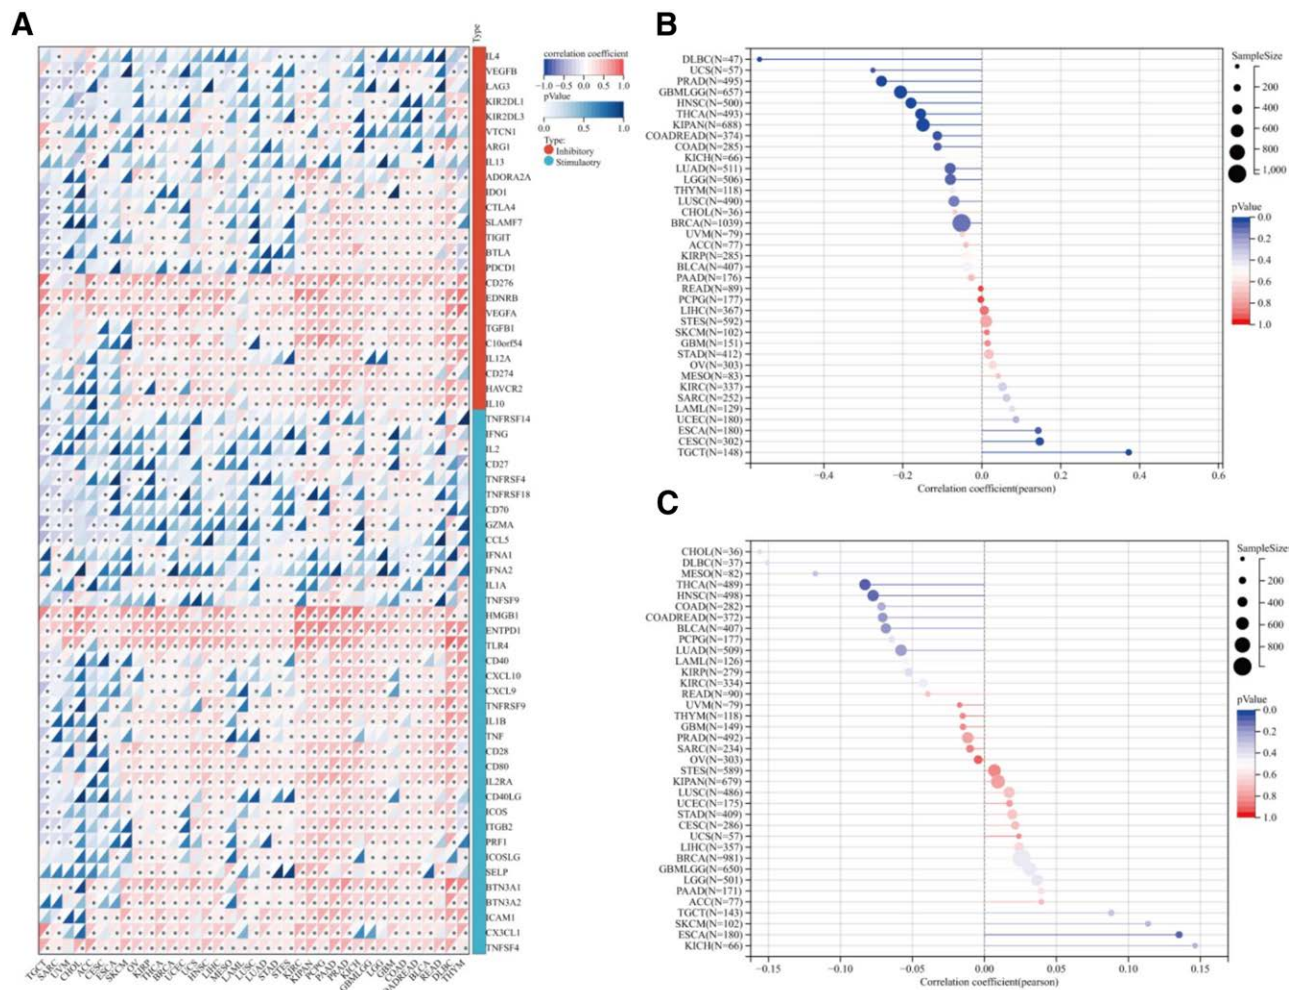 A
Type
IL4
VEGFB
LAG3
KIR2DL1
KIR2DL3
VTCN1
ARG1
IL13
ADORA2A
IDO1
CTLA4
SLAMF7
TIGIT
BTLA
PDCD1
CD276
EDNRB
VEGFA
TGFB1
C10orf54
IL12A
CD274
HAVCR2
IL10
TNFRSF14
IFNG
IL2
CD27
TNFRSF4
TNFRSF18
CD70
GZMA
CCL5
IFNA1
IFNA2
IL1A
TNFSF9
HMGB1
ENTPD1
TLR4
CD40
CXCL10
CXCL9
TNFRSF9
IL1B
TNF
CD28
CD80
IL2RA
CD40LG
ICOS
ITGB2
PRF1
ICOSLG
SELP
BTN3A1
BTN3A2
ICAM1
CX3CL1
TNFSF4
TGCT SARC UVM CHOL ACC CESC ESCA SKCM OV KIRP THCA BRCA UCEC UCS HNSC LIHC MESO LAML LUSC LUAD STAD STES KIRC KIPAN PCPG PAAD PRAD KICH GBMLGG LGG GBM COAD COADREAD BLCA READ DLBC THYM
correlation coefficient
−1.0 −0.5 0.0 0.5 1.0
pValue
0.0 0.5 1.0
Type:
Inhibitory
Stimulaotry
B
DLBC(N=47)
UCS(N=57)
PRAD(N=495)
GBMLGG(N=657)
HNSC(N=500)
THCA(N=493)
KIPAN(N=688)
COADREAD(N=374)
COAD(N=285)
KICH(N=66)
LUAD(N=511)
LGG(N=506)
THYM(N=118)
LUSC(N=490)
CHOL(N=36)
BRCA(N=1039)
UVM(N=79)
ACC(N=77)
KIRP(N=285)
BLCA(N=407)
PAAD(N=176)
READ(N=89)
PCPG(N=177)
LIHC(N=367)
STES(N=592)
SKCM(N=102)
GBM(N=151)
STAD(N=412)
OV(N=303)
MESO(N=83)
KIRC(N=337)
SARC(N=252)
LAML(N=129)
UCEC(N=180)
ESCA(N=180)
CESC(N=302)
TGCT(N=148)
−0.4 −0.2 0.0 0.2 0.4 0.6
Correlation coefficient(pearson)
SampleSize
200
400
600
800
1,000
pValue
0.0
0.2
0.4
0.6
0.8
1.0
C
CHOL(N=36)
DLBC(N=37)
MESO(N=82)
THCA(N=489)
HNSC(N=498)
COAD(N=282)
COADREAD(N=372)
BLCA(N=407)
PCPG(N=177)
LUAD(N=509)
LAML(N=126)
KIRP(N=279)
KIRC(N=334)
READ(N=90)
UVM(N=79)
THYM(N=118)
GBM(N=149)
PRAD(N=492)
SARC(N=234)
OV(N=303)
STES(N=589)
KIPAN(N=679)
LUSC(N=486)
UCEC(N=175)
STAD(N=409)
CESC(N=286)
UCS(N=57)
LIHC(N=357)
BRCA(N=981)
GBMLGG(N=650)
LGG(N=501)
PAAD(N=171)
ACC(N=77)
TGCT(N=143)
SKCM(N=102)
ESCA(N=180)
KICH(N=66)
−0.15 −0.10 −0.05 0.00 0.05 0.10 0.15
Correlation coefficient(pearson)
SampleSize
200
400
600
800
pValue
0.0
0.2
0.4
0.6
0.8
1.0